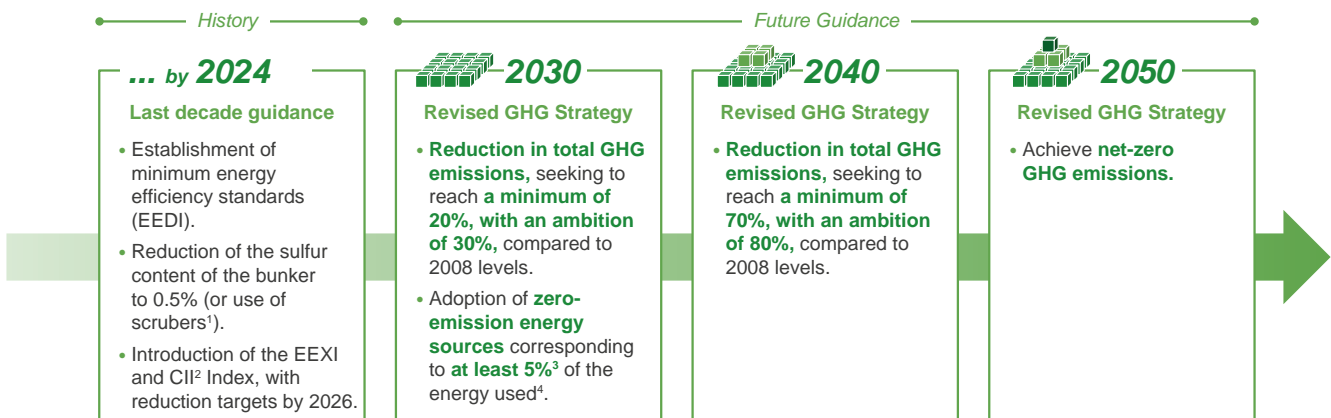 History
Future Guidance
... by 2024
Last decade guidance
• Establishment of
minimum energy
efficiency standards
(EEDI).
• Reduction of the sulfur
content of the bunker
to 0.5% (or use of
scrubers¹).
• Introduction of the EEXI
and CII² Index, with
reduction targets by 2026.
2030
Revised GHG Strategy
• Reduction in total GHG
emissions, seeking to
reach a minimum of
20%, with an ambition
of 30%, compared to
2008 levels.
• Adoption of zero-
emission energy
sources corresponding
to at least 5%³ of the
energy used⁴.
2040
Revised GHG Strategy
• Reduction in total GHG
emissions, seeking to
reach a minimum of
70%, with an ambition
of 80%, compared to
2008 levels.
2050
Revised GHG Strategy
• Achieve net-zero
GHG emissions.